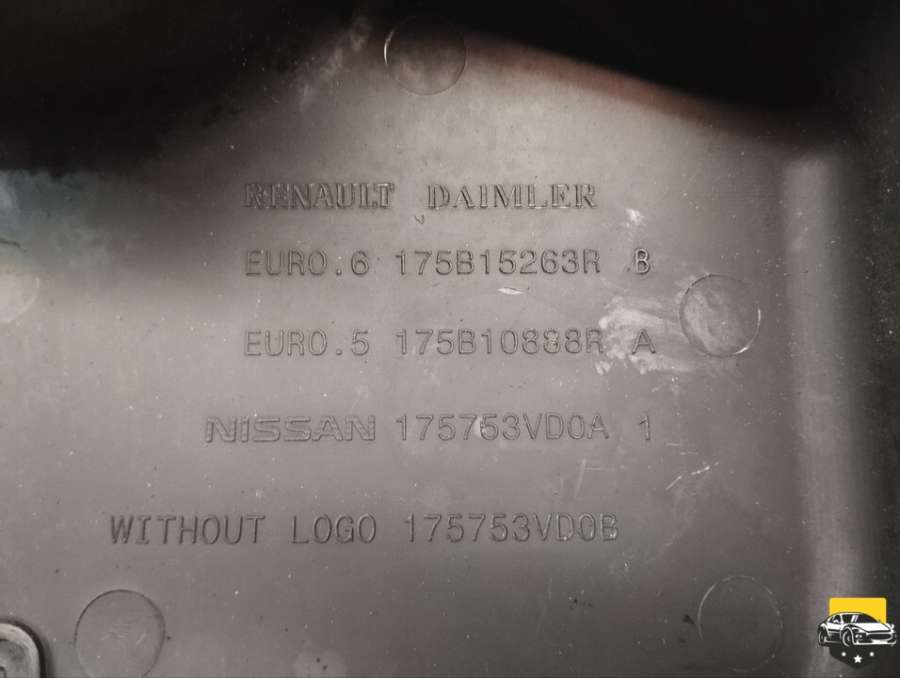 RENAULT DAIMLER
EURO.6 175B15263R B
EURO.5 175B10888R A
NISSAN 175753VD0A 1
WITHOUT LOGO 175753VD0B